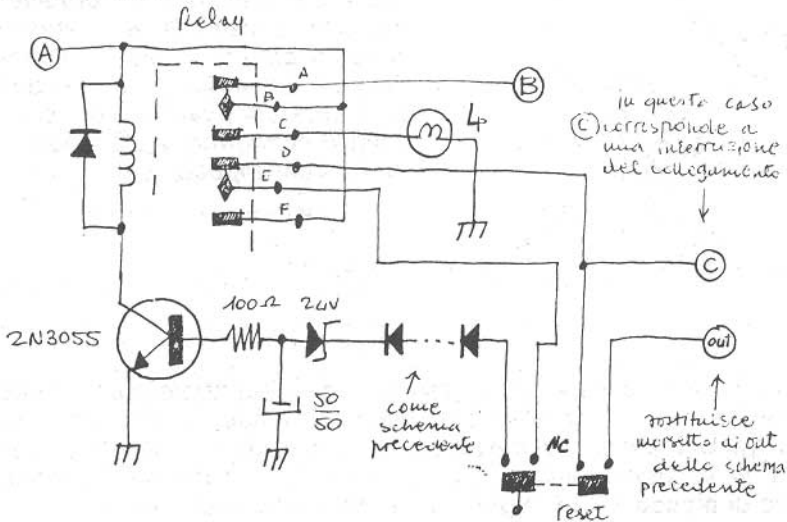 Relay
A
A
B
B
C
D
E
F
Lp
in questo caso
C corrisponde a
una interruzione
del collegamento
C
2N3055
100Ω
24V
50
50
come
schema
precedente
NC
reset
out
sostituisce
morsetto di out
dello schema
precedente